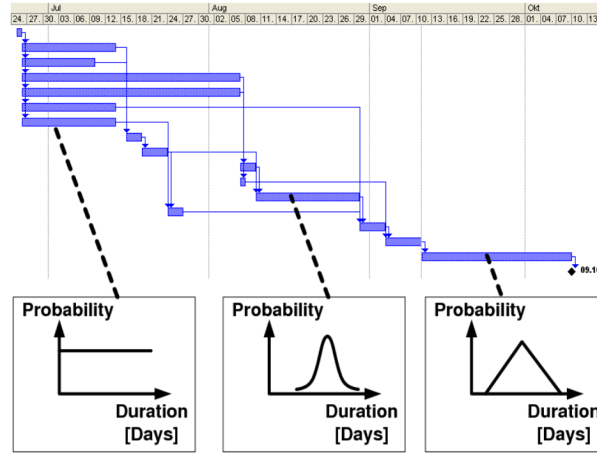 Jul Aug Sep Okt
24. 27. 30. 03. 06. 09. 12. 15. 18. 21. 24. 27. 30. 02. 05. 08. 11. 14. 17. 20. 23. 26. 29. 01. 04. 07. 10. 13. 16. 19. 22. 25. 28. 01. 04. 07. 10. 13
09.10
Probability Probability Probability
Duration Duration Duration
[Days] [Days] [Days]